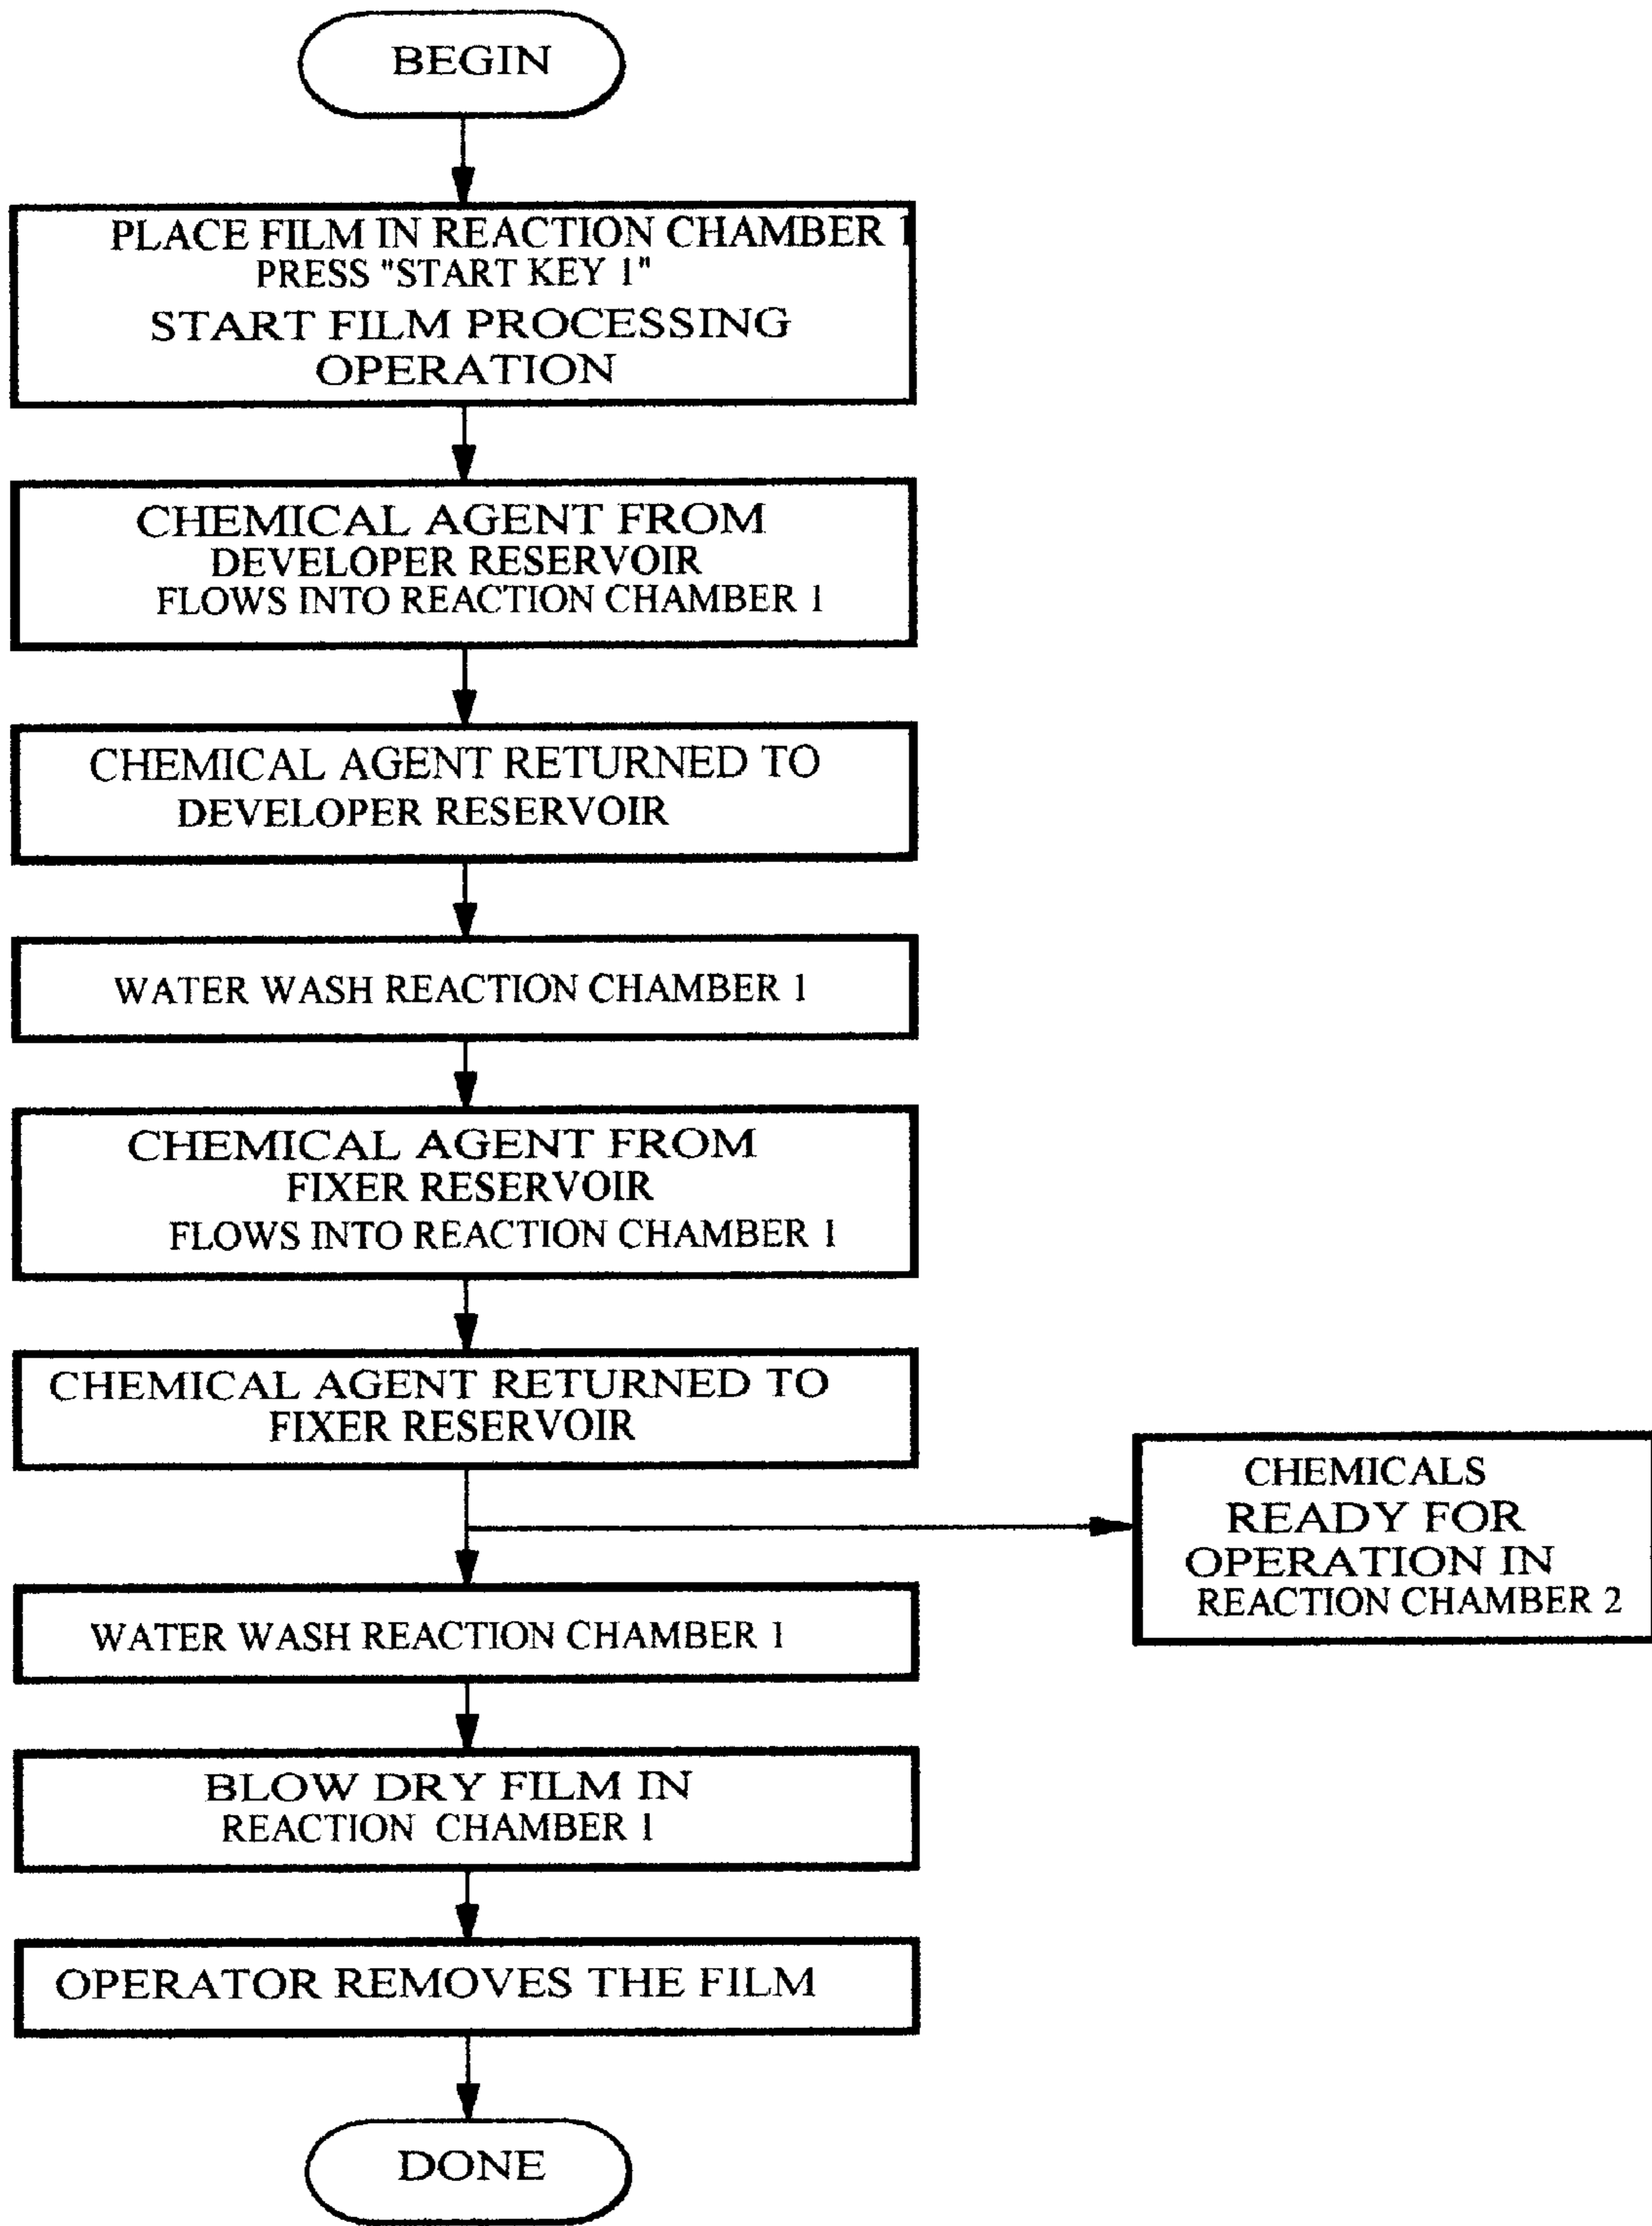 BEGIN
PLACE FILM IN REACTION CHAMBER 1
PRESS "START KEY 1"
START FILM PROCESSING
OPERATION
CHEMICAL AGENT FROM
DEVELOPER RESERVOIR
FLOWS INTO REACTION CHAMBER 1
CHEMICAL AGENT RETURNED TO
DEVELOPER RESERVOIR
WATER WASH REACTION CHAMBER 1
CHEMICAL AGENT FROM
FIXER RESERVOIR
FLOWS INTO REACTION CHAMBER 1
CHEMICAL AGENT RETURNED TO
FIXER RESERVOIR
CHEMICALS
READY FOR
OPERATION IN
REACTION CHAMBER 2
WATER WASH REACTION CHAMBER 1
BLOW DRY FILM IN
REACTION CHAMBER 1
OPERATOR REMOVES THE FILM
DONE